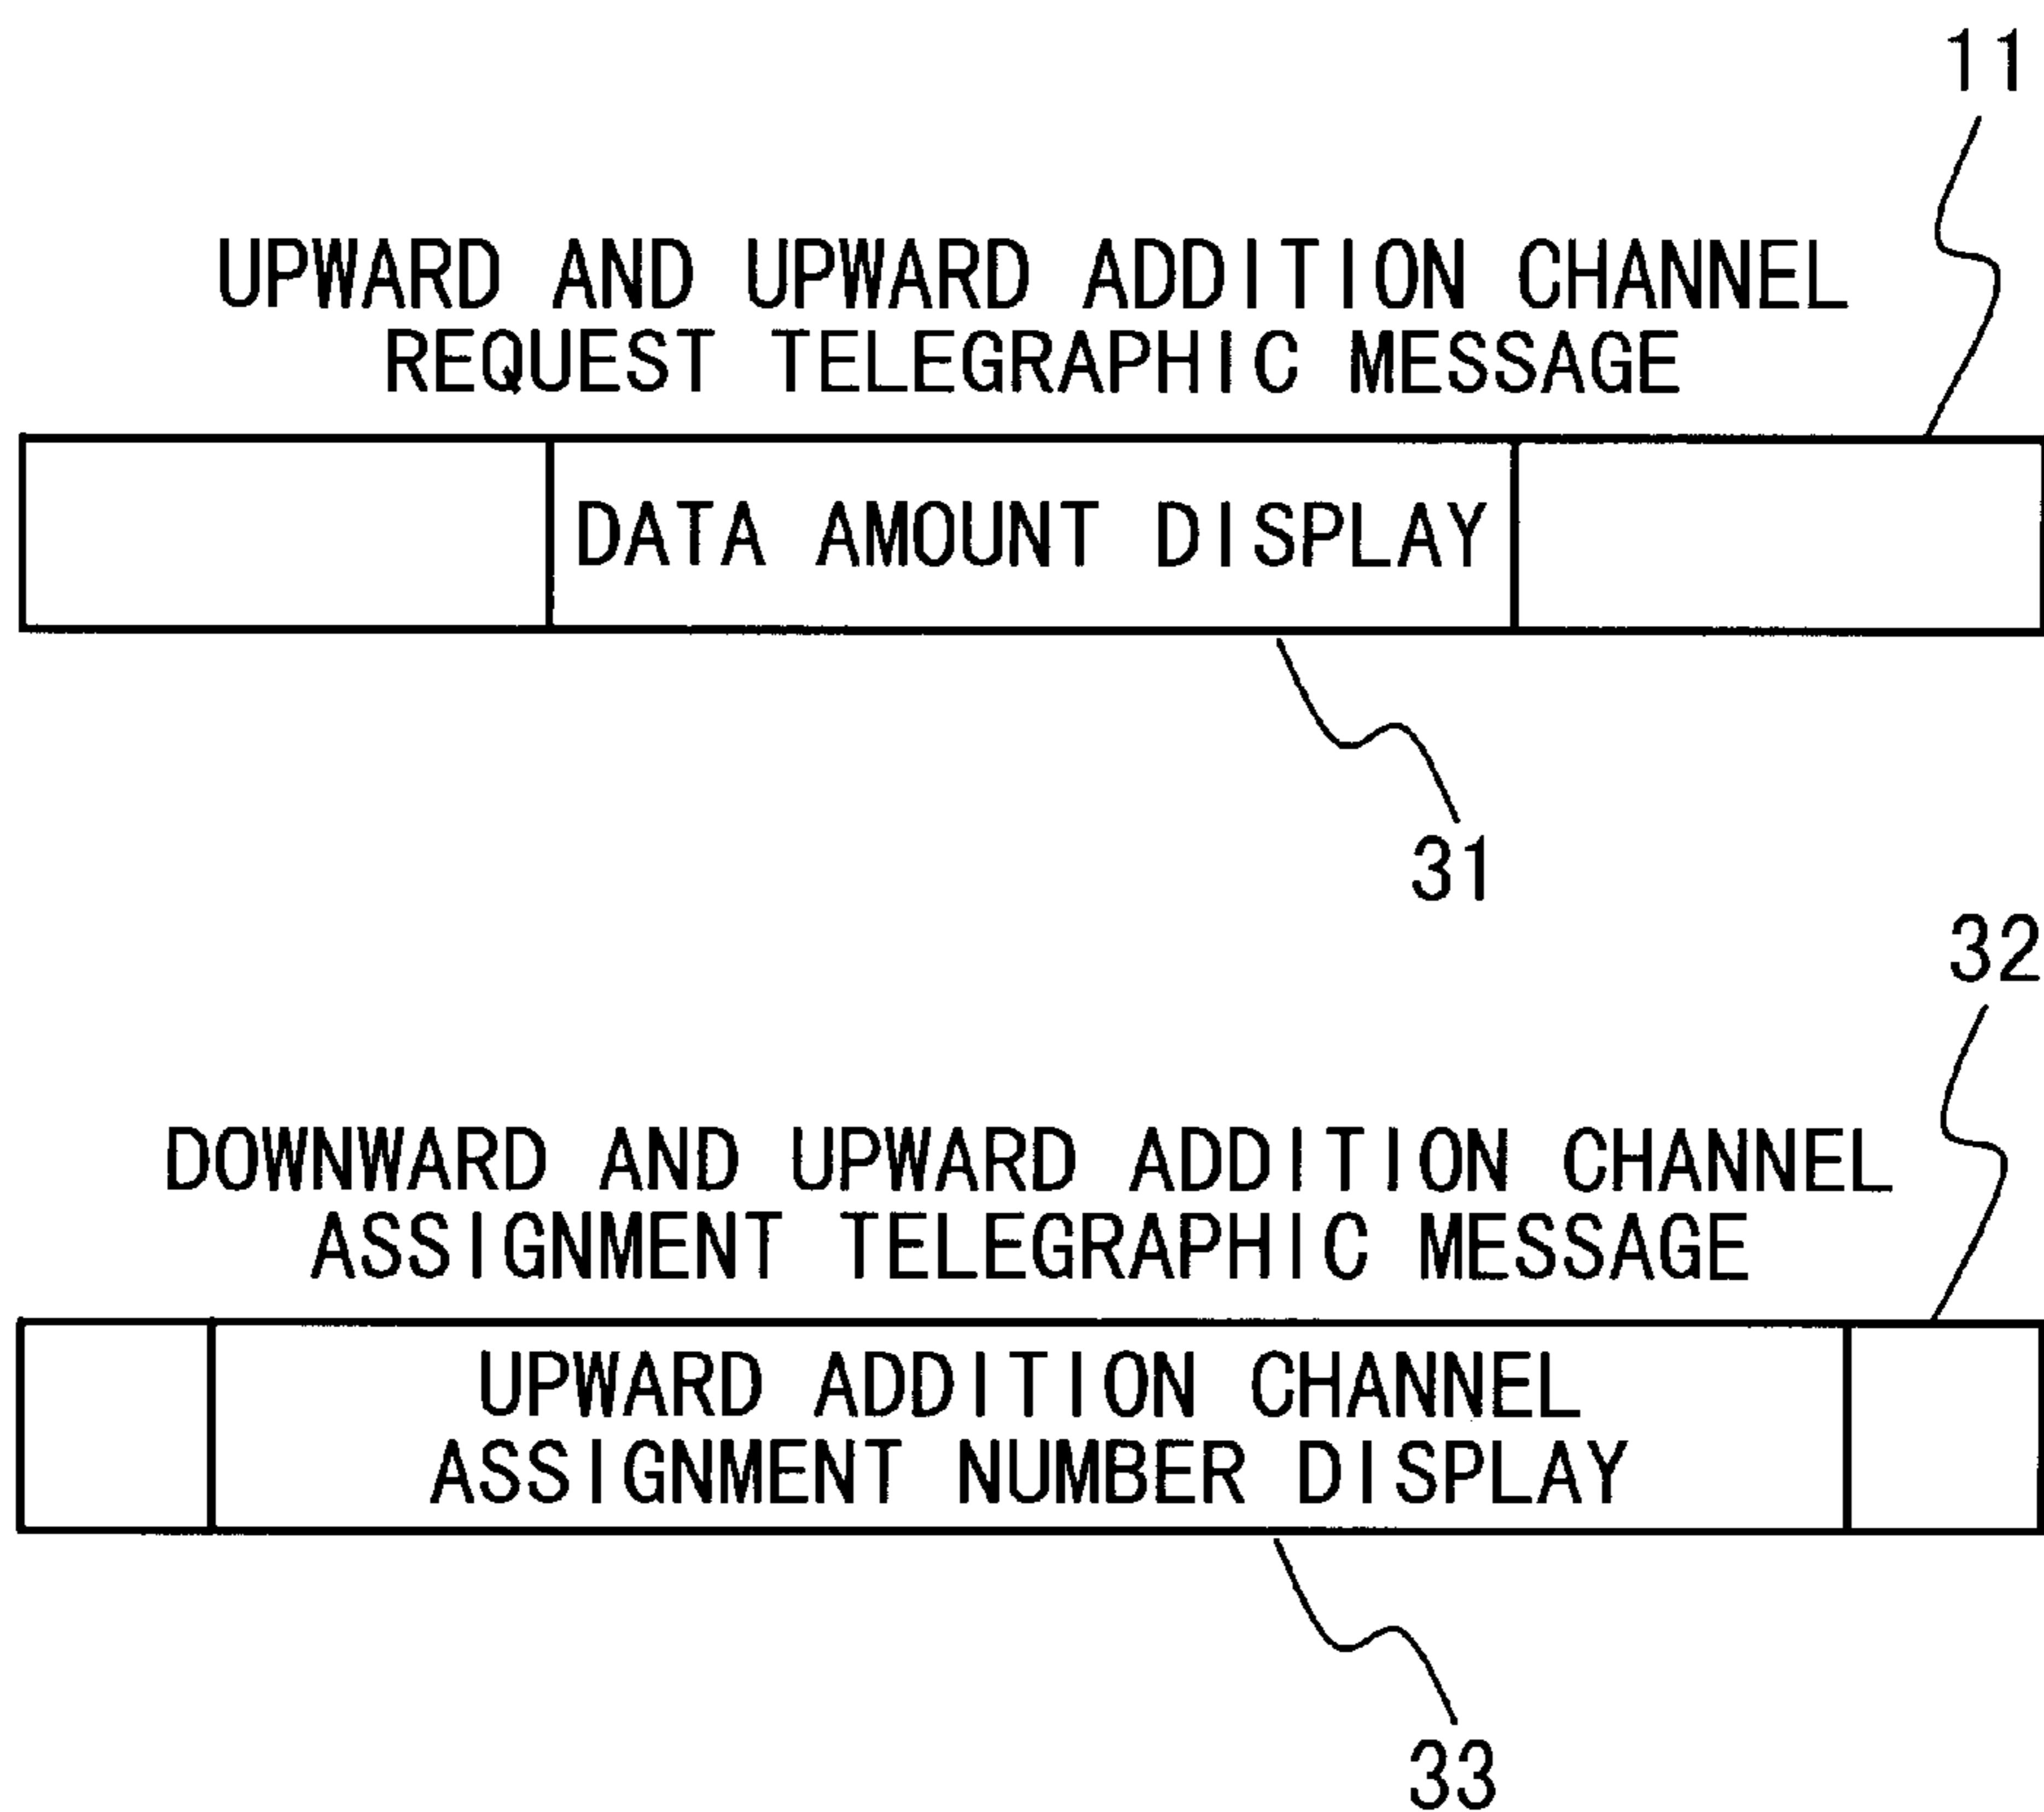 11
UPWARD AND UPWARD ADDITION CHANNEL
REQUEST TELEGRAPHIC MESSAGE
DATA AMOUNT DISPLAY
31
32
DOWNWARD AND UPWARD ADDITION CHANNEL
ASSIGNMENT TELEGRAPHIC MESSAGE
UPWARD ADDITION CHANNEL
ASSIGNMENT NUMBER DISPLAY
33